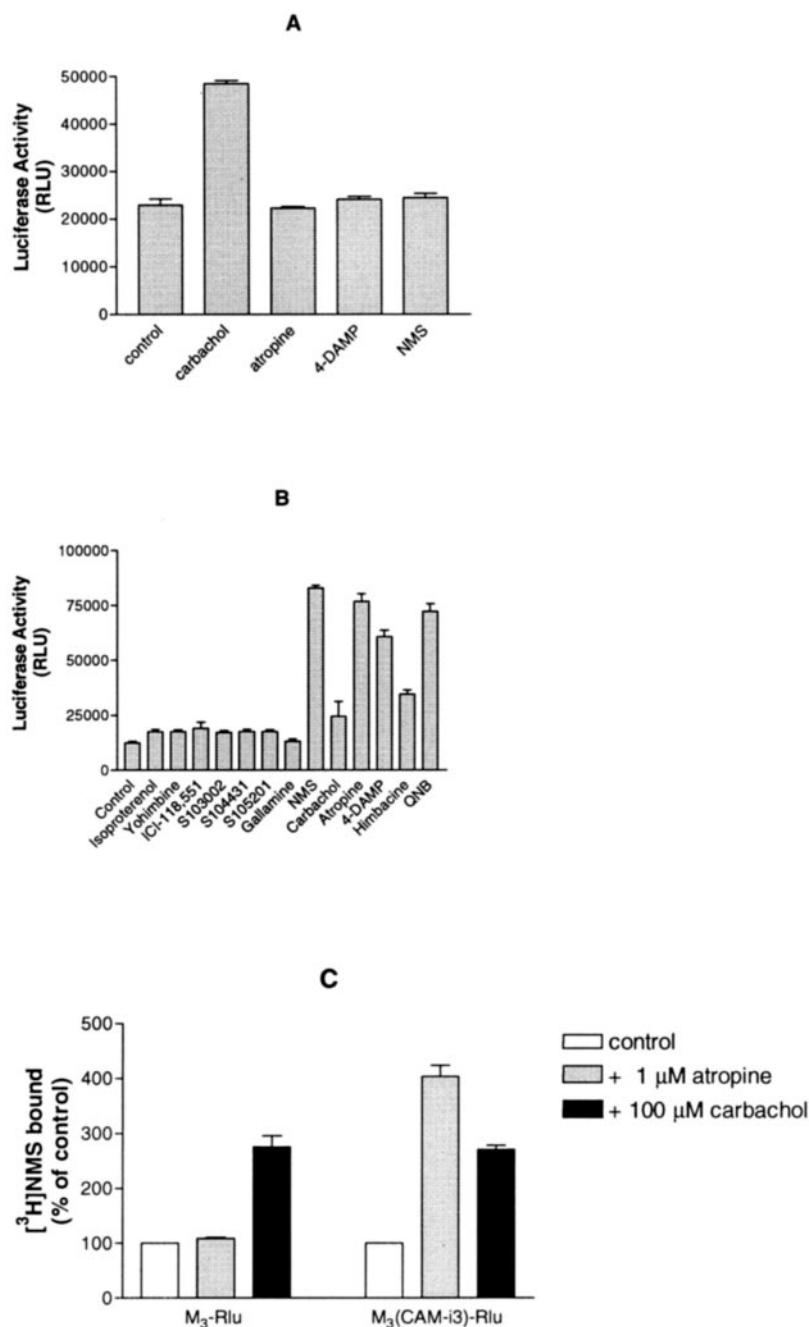 A
Luciferase Activity
(RLU)
50000
40000
30000
20000
10000
0
control
carbachol
atropine
4-DAMP
NMS
B
Luciferase Activity
(RLU)
100000
75000
50000
25000
0
Control
Isoproterenol
Yohimbine
ICI-118,551
S103002
S104431
S105201
Gallamine
NMS
Carbachol
Atropine
4-DAMP
Himbacine
QNB
C
[³H]NMS bound
(% of control)
500
400
300
200
100
0
M₃-Rlu
M₃(CAM-i3)-Rlu
control
+ 1 µM atropine
+ 100 µM carbachol